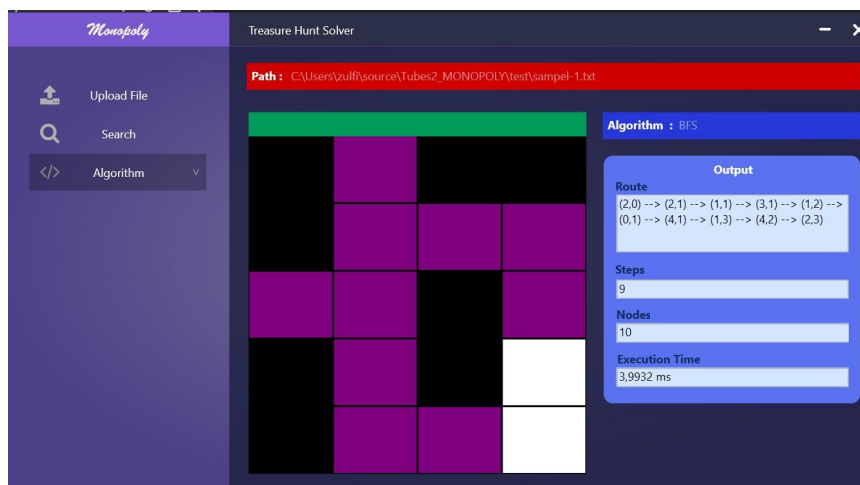 Monopoly
Treasure Hunt Solver
Path : C:\Users\zulfi\source\Tubes2_MONOPOLY\test\sampel-1.txt
Upload File
Search
</> Algorithm v
Algorithm : BFS
Output
Route
(2,0) --> (2,1) --> (1,1) --> (3,1) --> (1,2) -->
(0,1) --> (4,1) --> (1,3) --> (4,2) --> (2,3)
Steps
9
Nodes
10
Execution Time
3,9932 ms